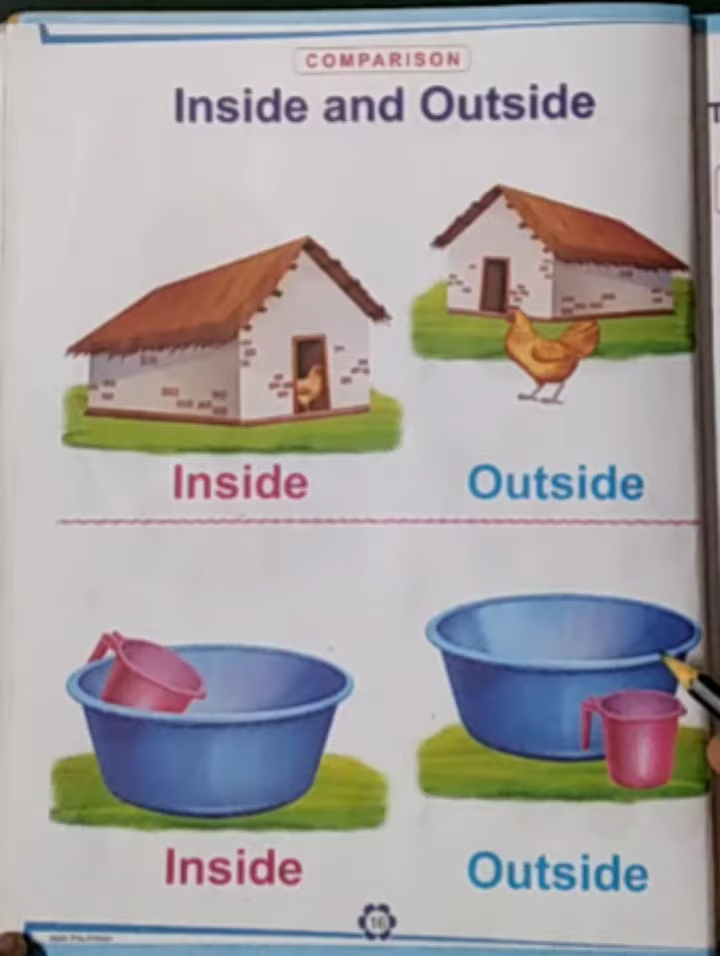 COMPARISON
Inside and Outside
Inside
Outside
Inside
Outside
16